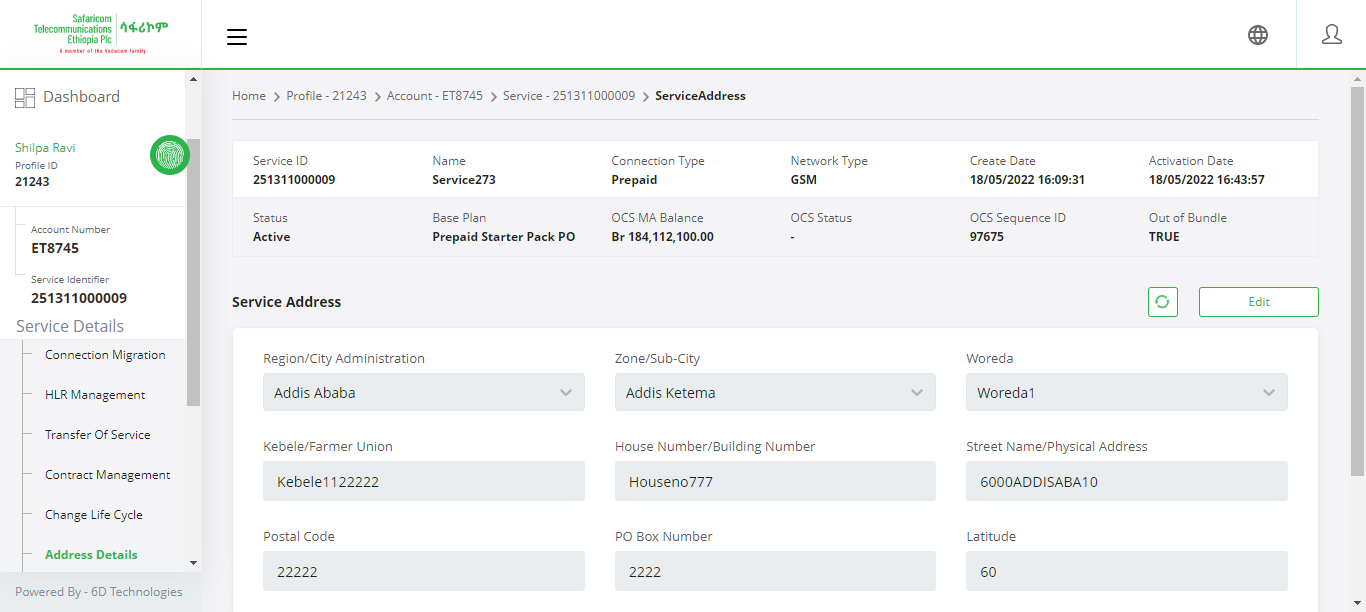 Safaricom
Telecommunications
Ethiopia Plc
ሳፋሪኮም
A member of the Vodacom family
Dashboard
Shilpa Ravi
Profile ID
21243
Account Number
ET8745
Service Identifier
251311000009
Service Details
Connection Migration
HLR Management
Transfer Of Service
Contract Management
Change Life Cycle
Address Details
Powered By - 6D Technologies
Home > Profile - 21243 > Account - ET8745 > Service - 251311000009 > ServiceAddress
Service ID Name Connection Type Network Type Create Date Activation Date
251311000009 Service273 Prepaid GSM 18/05/2022 16:09:31 18/05/2022 16:43:57
Status Base Plan OCS MA Balance OCS Status OCS Sequence ID Out of Bundle
Active Prepaid Starter Pack PO Br 184,112,100.00 - 97675 TRUE
Service Address Edit
Region/City Administration Zone/Sub-City Woreda
Addis Ababa Addis Ketema Woreda1
Kebele/Farmer Union House Number/Building Number Street Name/Physical Address
Kebele1122222 Houseno777 6000ADDISABA10
Postal Code PO Box Number Latitude
22222 2222 60